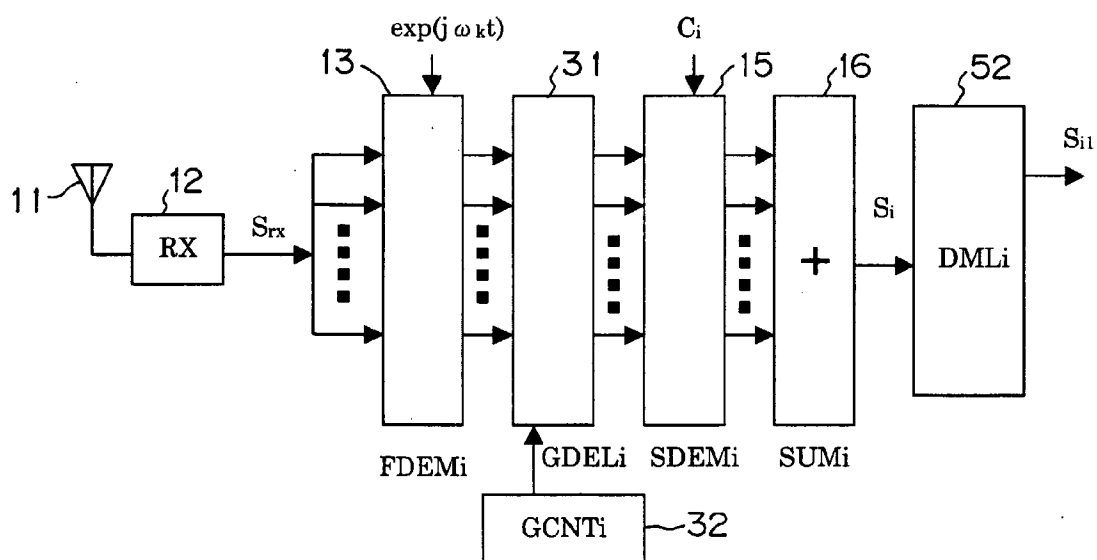 exp(j ω kt)
Ci
13
31
15
16
52
Si1
11
12
RX
Srx
Si
+
DMLi
FDEMi
GDELi
SDEMi
SUMi
GCNTi
32